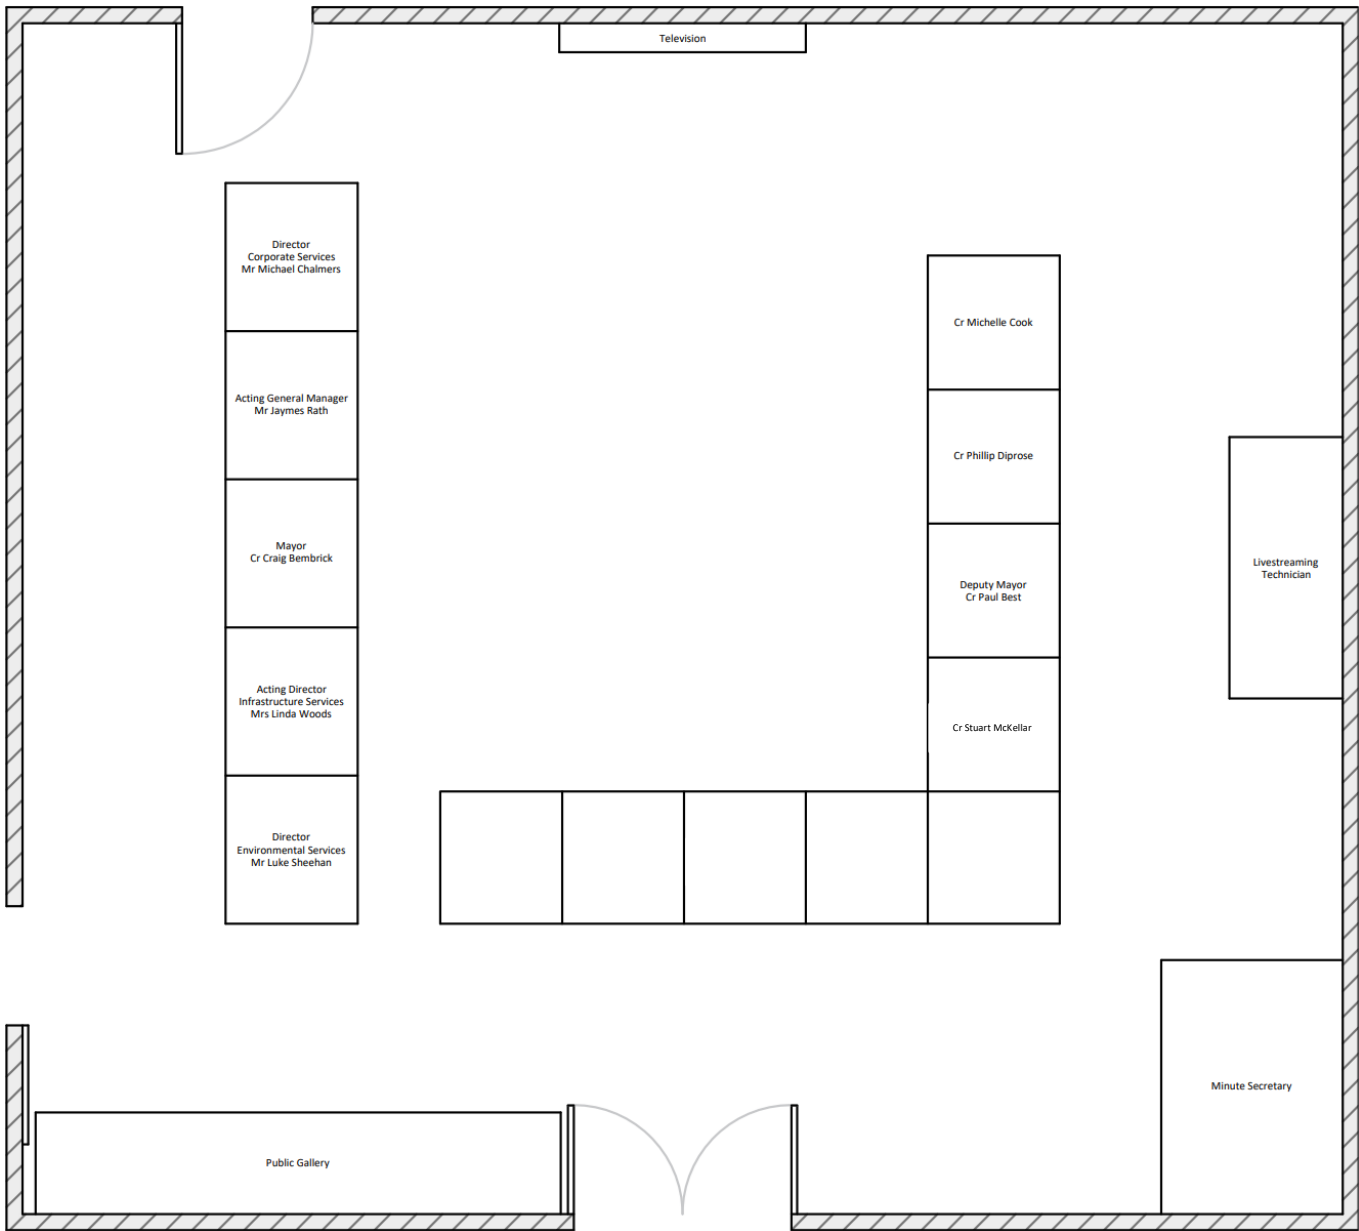 Television
Director
Corporate Services
Mr Michael Chalmers
Acting General Manager
Mr Jaymes Rath
Mayor
Cr Craig Bembrick
Acting Director
Infrastructure Services
Mrs Linda Woods
Director
Environmental Services
Mr Luke Sheehan
Cr Michelle Cook
Cr Phillip Diprose
Deputy Mayor
Cr Paul Best
Cr Stuart McKellar
Livestreaming
Technician
Minute Secretary
Public Gallery